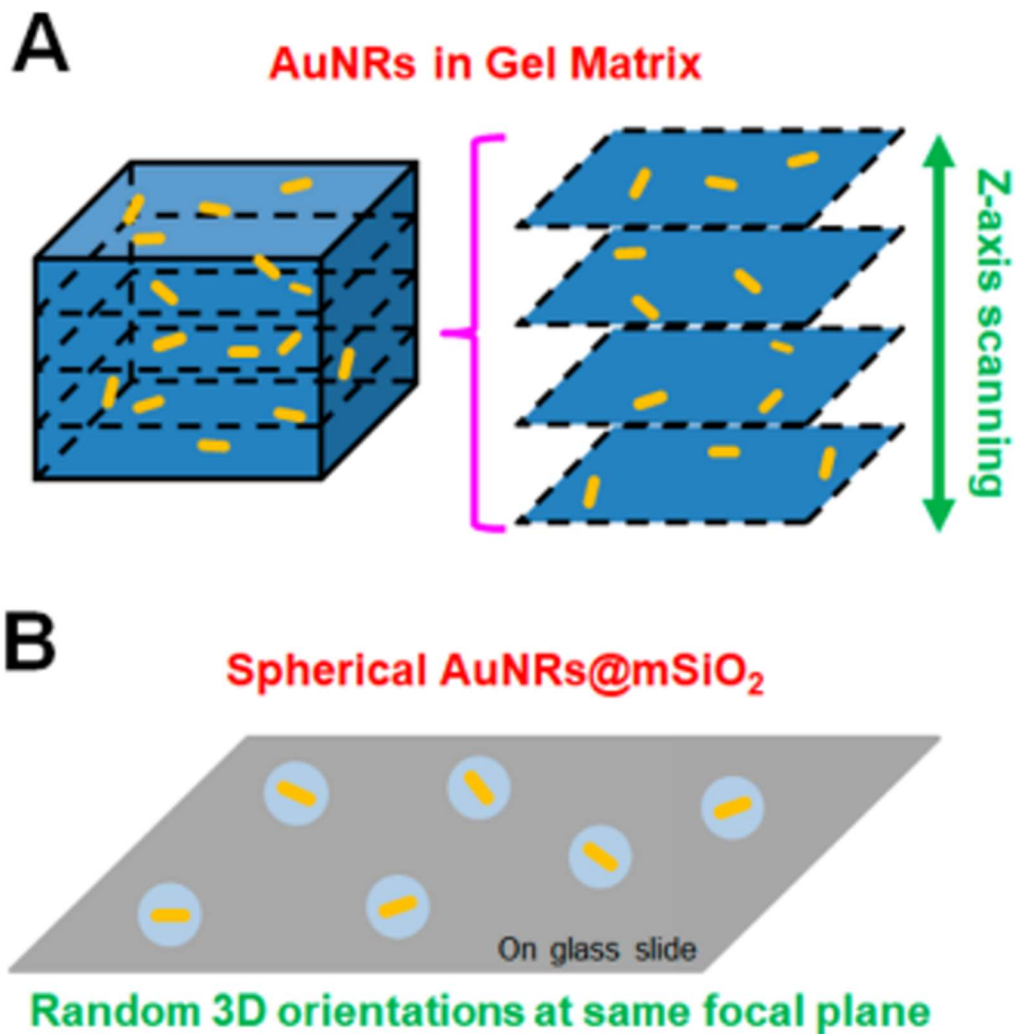 A
AuNRs in Gel Matrix
Z-axis scanning
B
Spherical AuNRs@mSiO₂
On glass slide
Random 3D orientations at same focal plane